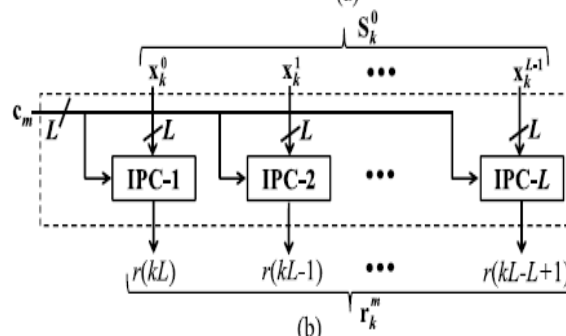 S_k^0
x_k^0 x_k^1 ••• x_k^{L-1}
c_m L L L L
IPC-1 IPC-2 ••• IPC-L
r(kL) r(kL-1) ••• r(kL-L+1)
r_k^m
(b)